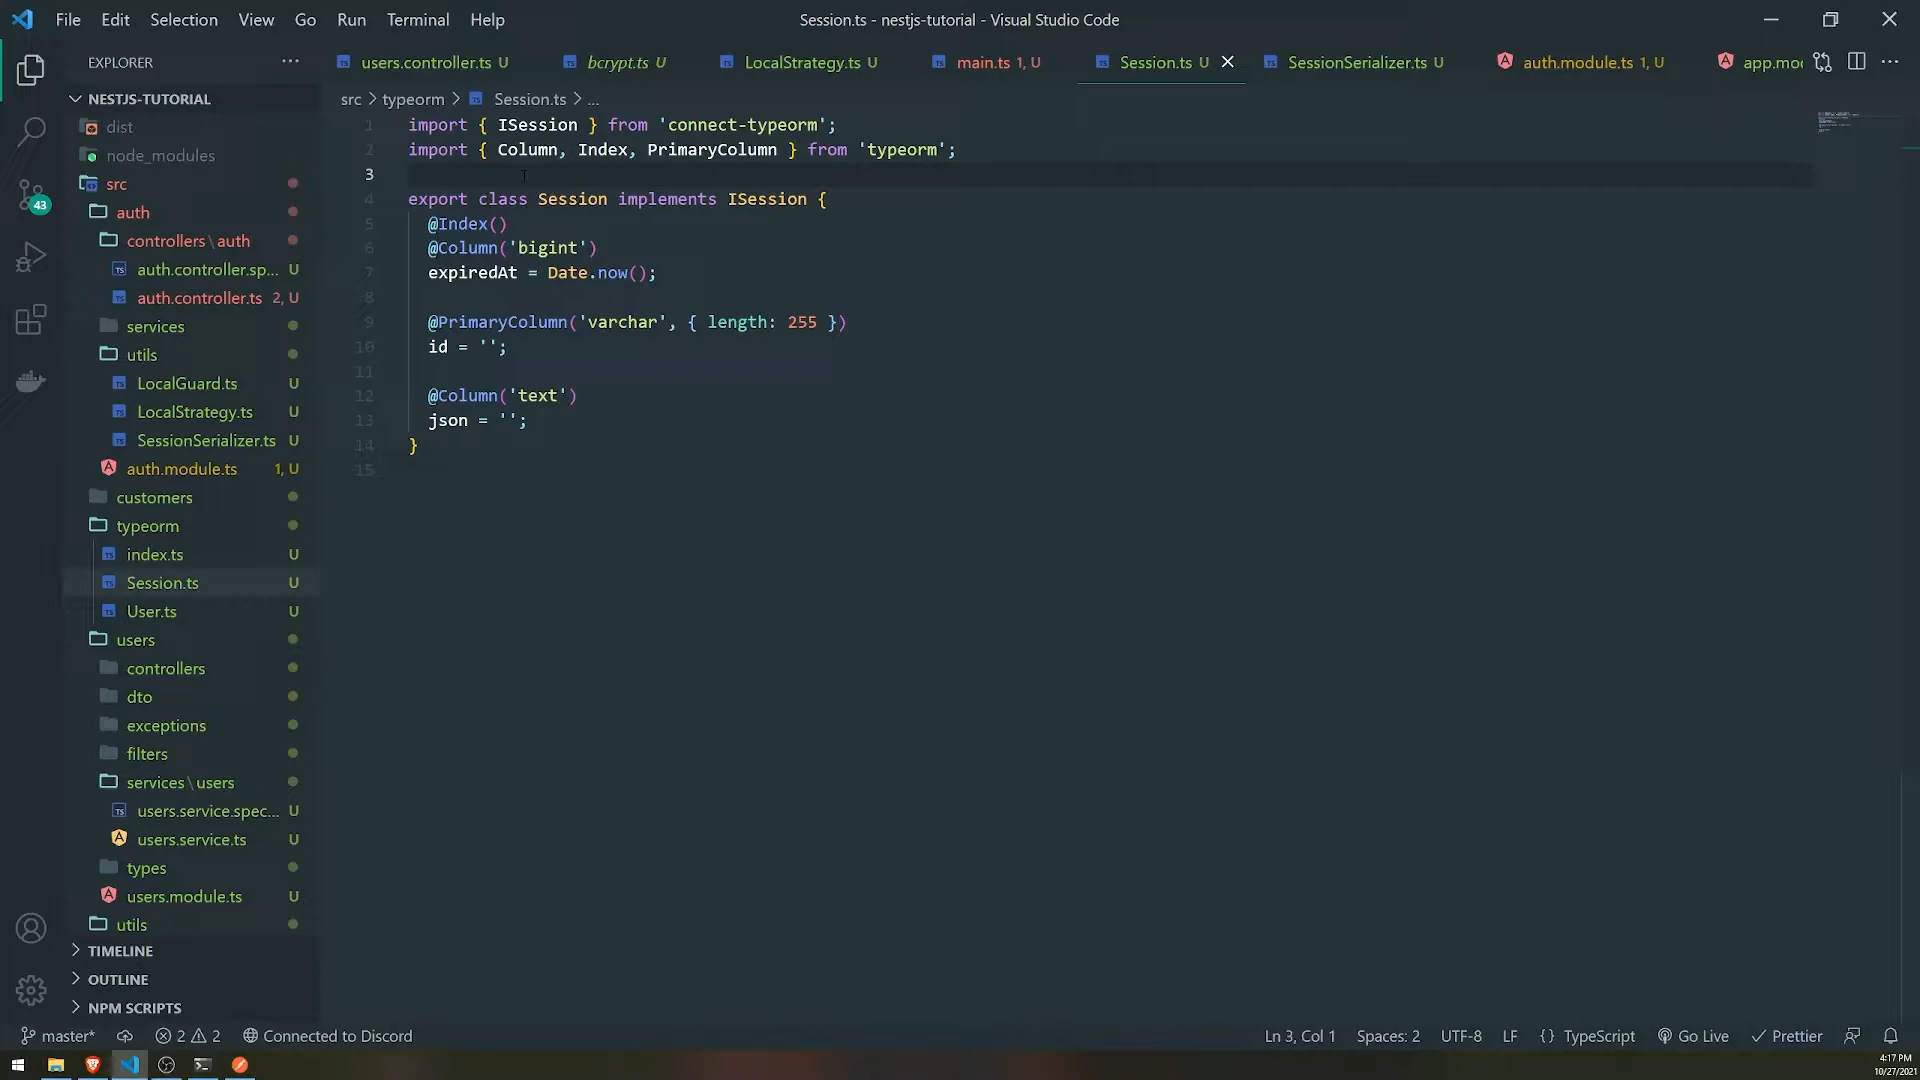 File Edit Selection View Go Run Terminal Help
Session.ts - nestjs-tutorial - Visual Studio Code
EXPLORER
users.controller.ts U
bcrypt.ts U
LocalStrategy.ts U
main.ts 1, U
Session.ts U
SessionSerializer.ts U
auth.module.ts 1, U
app.mo
NESTJS-TUTORIAL
dist
node_modules
src
auth
controllers \ auth
auth.controller.sp... U
auth.controller.ts 2, U
services
utils
LocalGuard.ts U
LocalStrategy.ts U
SessionSerializer.ts U
auth.module.ts 1, U
customers
typeorm
index.ts U
Session.ts U
User.ts U
users
controllers
dto
exceptions
filters
services \ users
users.service.spec... U
users.service.ts U
types
users.module.ts U
utils
TIMELINE
OUTLINE
NPM SCRIPTS
43
src > typeorm > Session.ts > ...
1 import { ISession } from 'connect-typeorm';
2 import { Column, Index, PrimaryColumn } from 'typeorm';
3
4 export class Session implements ISession {
5 @Index()
6 @Column('bigint')
7 expiredAt = Date.now();
8
9 @PrimaryColumn('varchar', { length: 255 })
10 id = '';
11
12 @Column('text')
13 json = '';
14 }
15
master* 2 2 Connected to Discord
Ln 3, Col 1 Spaces: 2 UTF-8 LF {} TypeScript Go Live Prettier
4:17 PM
10/27/2021